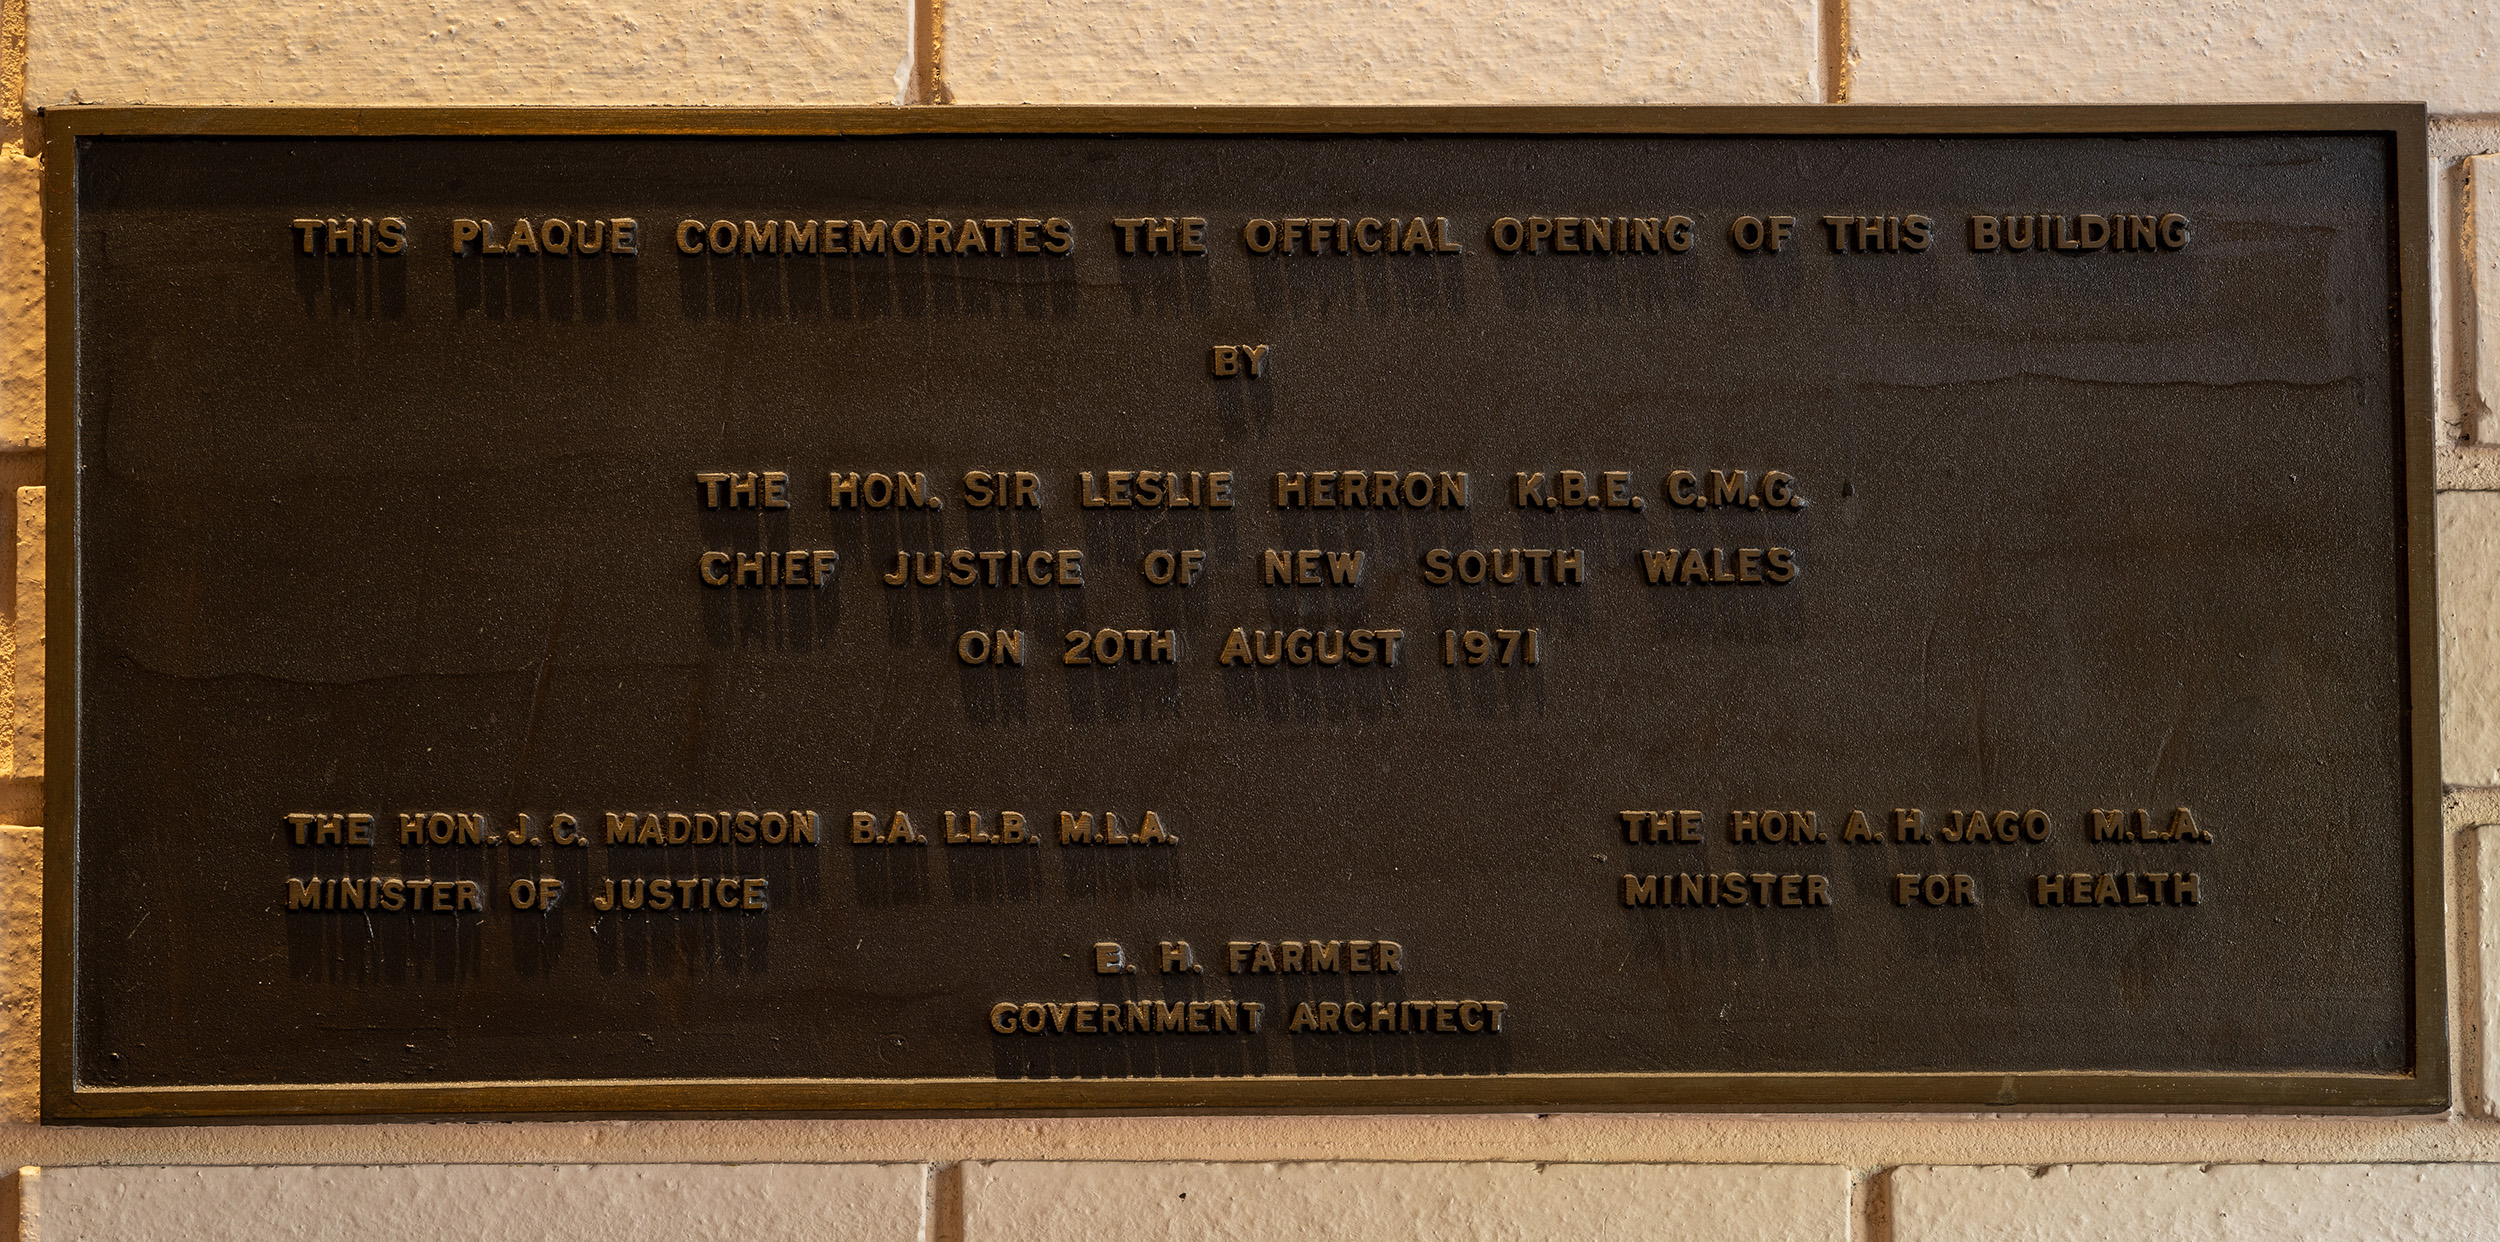 THIS PLAQUE COMMEMORATES THE OFFICIAL OPENING OF THIS BUILDING
BY
THE HON. SIR LESLIE HERRON K.B.E. C.M.G.
CHIEF JUSTICE OF NEW SOUTH WALES
ON 20TH AUGUST 1971
THE HON. J. C. MADDISON B.A. LL.B. M.L.A.
MINISTER OF JUSTICE
THE HON. A. H. JAGO M.L.A.
MINISTER FOR HEALTH
E. H. FARMER
GOVERNMENT ARCHITECT